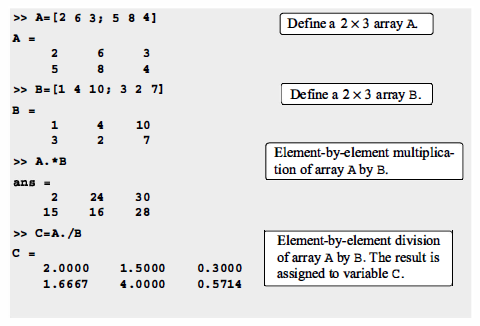 >> A=[2 6 3; 5 8 4]
Define a 2 × 3 array A.
A =
2 6 3
5 8 4
>> B=[1 4 10; 3 2 7]
Define a 2 × 3 array B.
B =
1 4 10
3 2 7
>> A.*B
Element-by-element multiplica-
tion of array A by B.
ans =
2 24 30
15 16 28
>> C=A./B
Element-by-element division
of array A by B. The result is
assigned to variable C.
C =
2.0000 1.5000 0.3000
1.6667 4.0000 0.5714